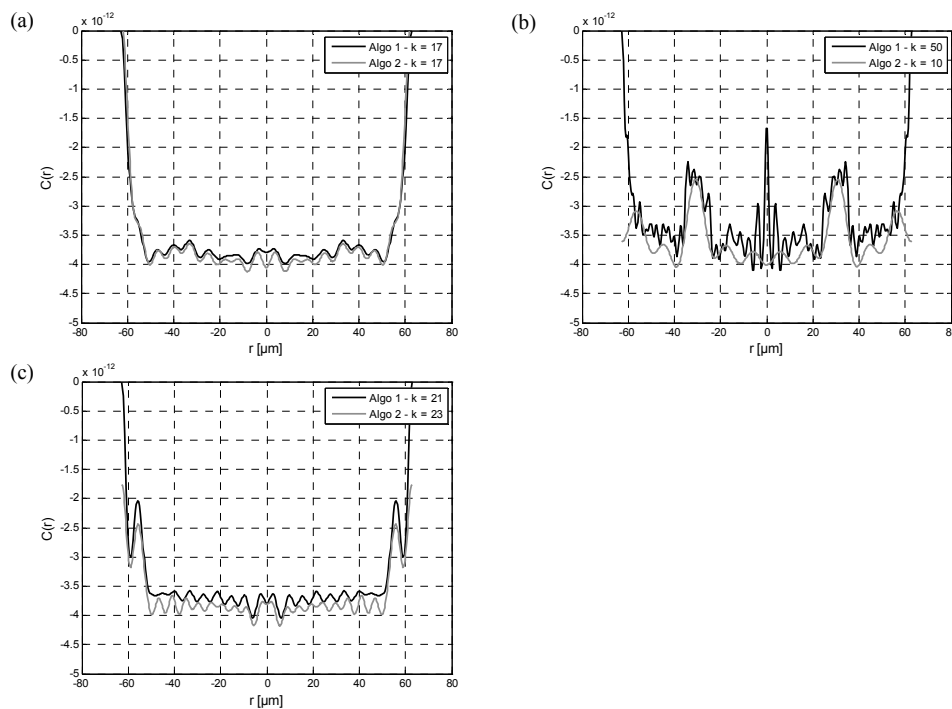 (a)
x 10^-12
0
-0.5
-1
-1.5
-2
-2.5
-3
-3.5
-4
-4.5
-5
C(r)
-80 -60 -40 -20 0 20 40 60 80
r [µm]
Algo 1 - k = 17
Algo 2 - k = 17
(b)
x 10^-12
0
-0.5
-1
-1.5
-2
-2.5
-3
-3.5
-4
-4.5
-5
C(r)
-80 -60 -40 -20 0 20 40 60 80
r [µm]
Algo 1 - k = 50
Algo 2 - k = 10
(c)
x 10^-12
0
-0.5
-1
-1.5
-2
-2.5
-3
-3.5
-4
-4.5
-5
C(r)
-80 -60 -40 -20 0 20 40 60 80
r [µm]
Algo 1 - k = 21
Algo 2 - k = 23